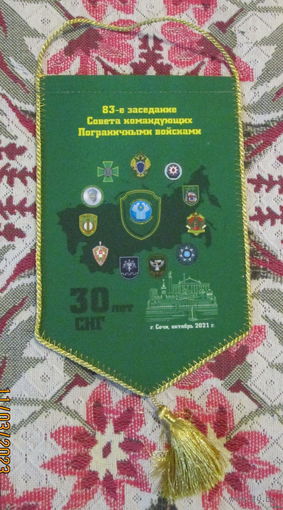 83-е заседание
Совета командующих
Пограничными войсками
30 лет
СНГ
г. Сочи, октябрь 2021 г.
11/03/2023